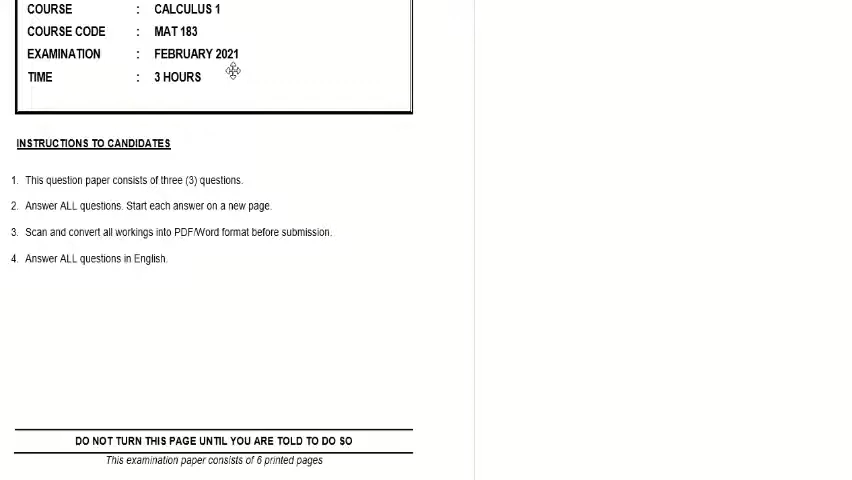 COURSE : CALCULUS 1
COURSE CODE : MAT 183
EXAMINATION : FEBRUARY 2021
TIME : 3 HOURS
INSTRUCTIONS TO CANDIDATES
1. This question paper consists of three (3) questions.
2. Answer ALL questions. Start each answer on a new page.
3. Scan and convert all workings into PDF/Word format before submission.
4. Answer ALL questions in English.
DO NOT TURN THIS PAGE UNTIL YOU ARE TOLD TO DO SO
This examination paper consists of 6 printed pages